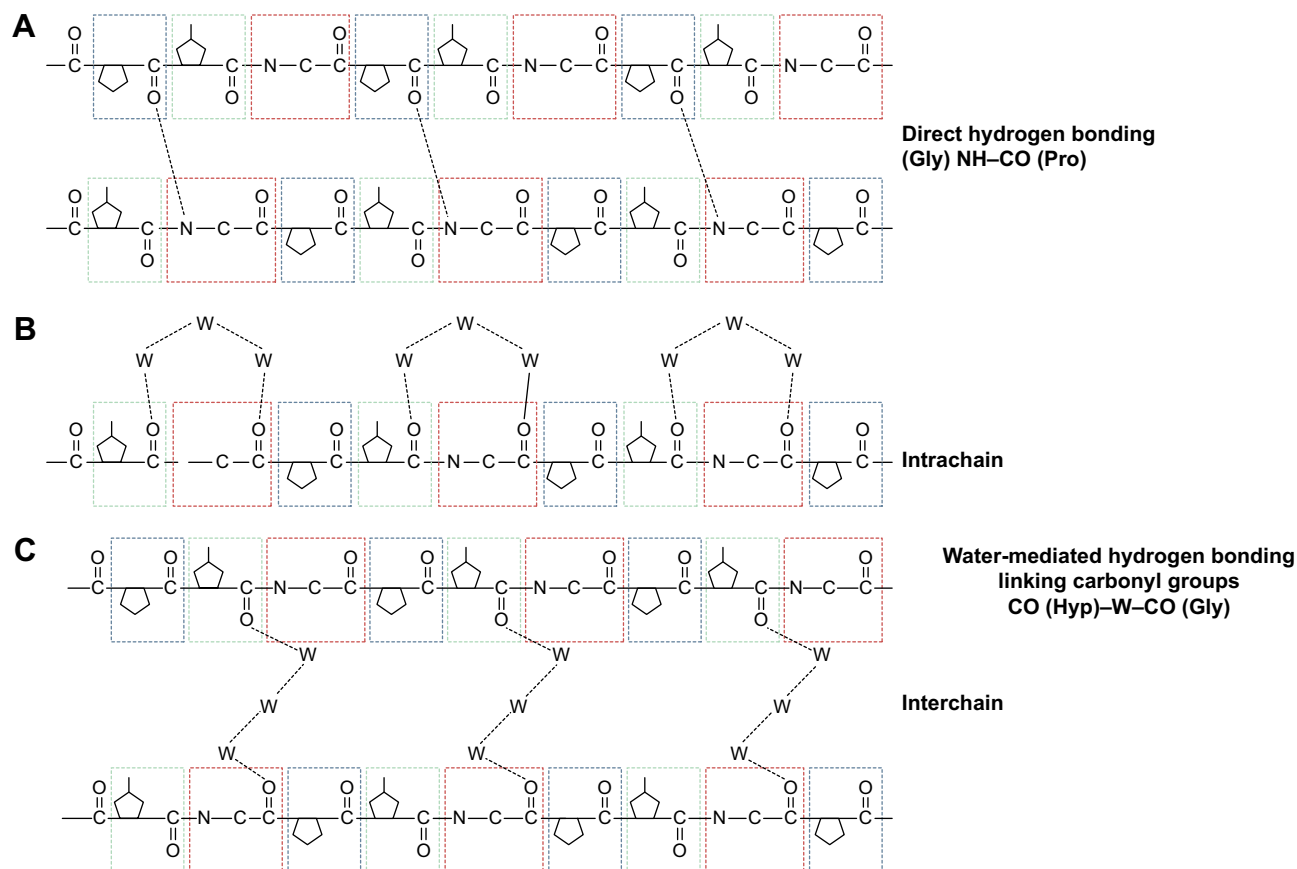 A
O O O O
C C C N C C C C N C C C C N C C
O O O O O O
Direct hydrogen bonding
(Gly) NH–CO (Pro)
O O O O O O O
C C N C C C C N C C C C N C C C
O O O
B
W W W
W W W W W W
O O O O O O O O O O
C C C C C C N C C C C N C C C
Intrachain
C
O O O O O O O
C C C N C C C C N C C C C N C C
O O O
Water-mediated hydrogen bonding
linking carbonyl groups
CO (Hyp)–W–CO (Gly)
W W W
W W W
Interchain
W W W
O O O O O O O
C C N C C C C N C C C C N C C C
O O O